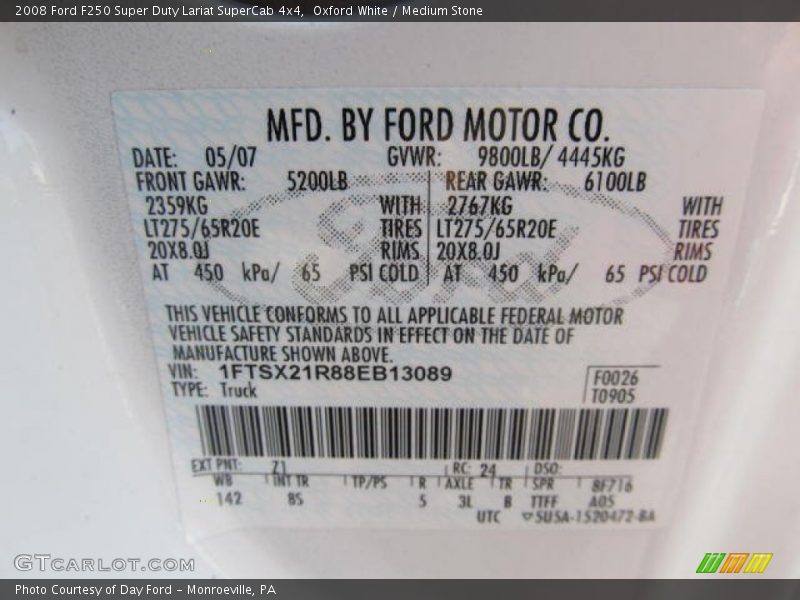 2008 Ford F250 Super Duty Lariat SuperCab 4x4,  Oxford White / Medium Stone
MFD. BY FORD MOTOR CO.
DATE: 05/07 GVWR: 9800LB/ 4445KG
FRONT GAWR: 5200LB REAR GAWR: 6100LB
2359KG WITH 2767KG WITH
LT275/65R20E TIRES LT275/65R20E TIRES
20X8.0J RIMS 20X8.0J RIMS
AT 450 kPa/ 65 PSI COLD AT 450 kPa/ 65 PSI COLD
Ford
THIS VEHICLE CONFORMS TO ALL APPLICABLE FEDERAL MOTOR
VEHICLE SAFETY STANDARDS IN EFFECT ON THE DATE OF
MANUFACTURE SHOWN ABOVE.
VIN: 1FTSX21R88EB13089 F0026
TYPE: Truck T0905
EXT PNT: Z1 RC: 24 DSO:
WB INT TR TP/PS R AXLE TR SPR 8F716
142 8S 5 3L B TTFF A05
UTC ▽5U5A-1520472-BA
GTcarlot.com
Photo Courtesy of Day Ford – Monroeville, PA